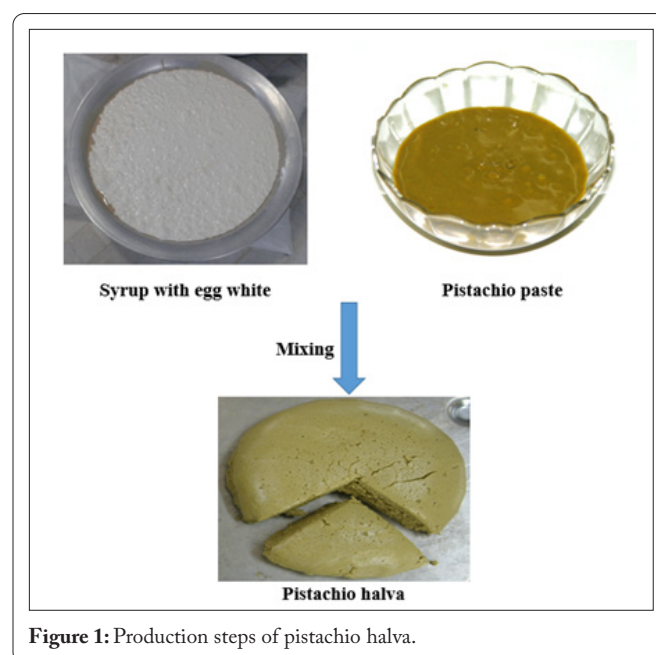 Syrup with egg white
Pistachio paste
Mixing
Pistachio halva
Figure 1: Production steps of pistachio halva.